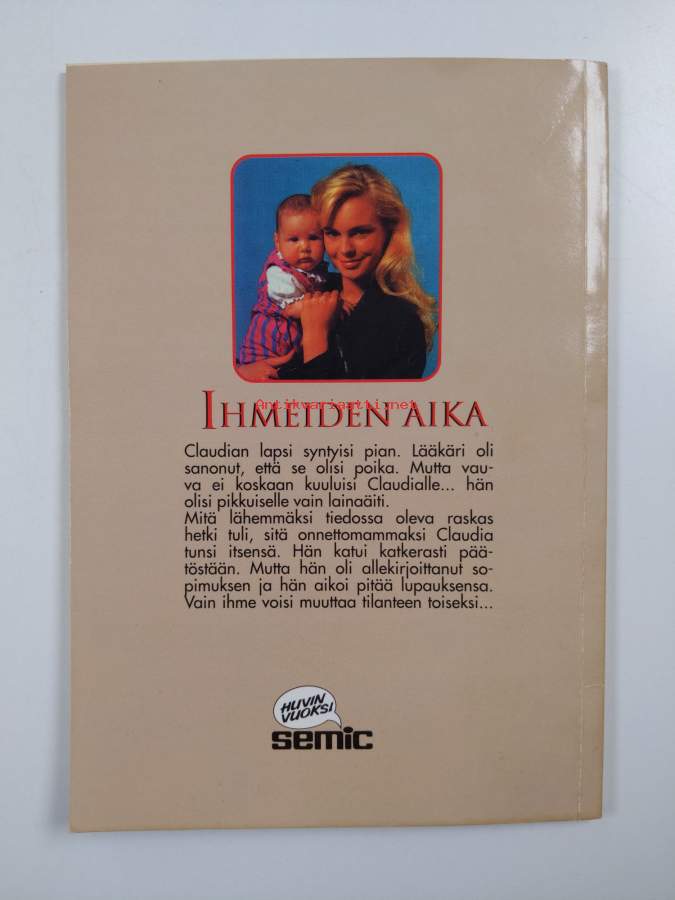 Antikvariaatti.net
IHMEIDEN AIKA
Claudian lapsi syntyisi pian. Lääkäri oli
sanonut, että se olisi poika. Mutta vau-
va ei koskaan kuuluisi Claudialle... hän
olisi pikkuiselle vain lainaäiti.
Mitä lähemmäksi tiedossa oleva raskas
hetki tuli, sitä onnettomammaksi Claudia
tunsi itsensä. Hän katui katkerasti pää-
töstään. Mutta hän oli allekirjoittanut so-
pimuksen ja hän aikoi pitää lupauksensa.
Vain ihme voisi muuttaa tilanteen toiseksi...
HUVIN
VUOKSI
semic